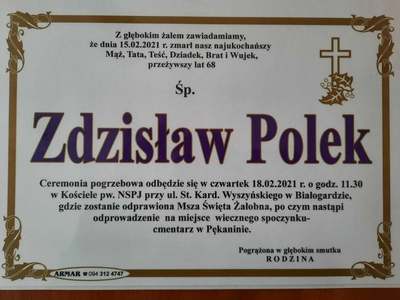 Z głębokim żalem zawiadamiamy,
że dnia 15.02.2021 r. zmarł nasz najukochańszy
Mąż, Tata, Teść, Dziadek, Brat i Wujek,
przeżywszy lat 68
Śp.
Zdzisław Polek
Ceremonia pogrzebowa odbędzie się w czwartek 18.02.2021 r. o godz. 11.30
w Kościele pw. NSPJ przy ul. St. Kard. Wyszyńskiego w Białogardzie,
gdzie zostanie odprawiona Msza Święta Żałobna, po czym nastąpi
odprowadzenie na miejsce wiecznego spoczynku-
cmentarz w Pękaninie.
Pogrążona w głębokim smutku
RODZINA
ARMAR ☎ 094 312 4747